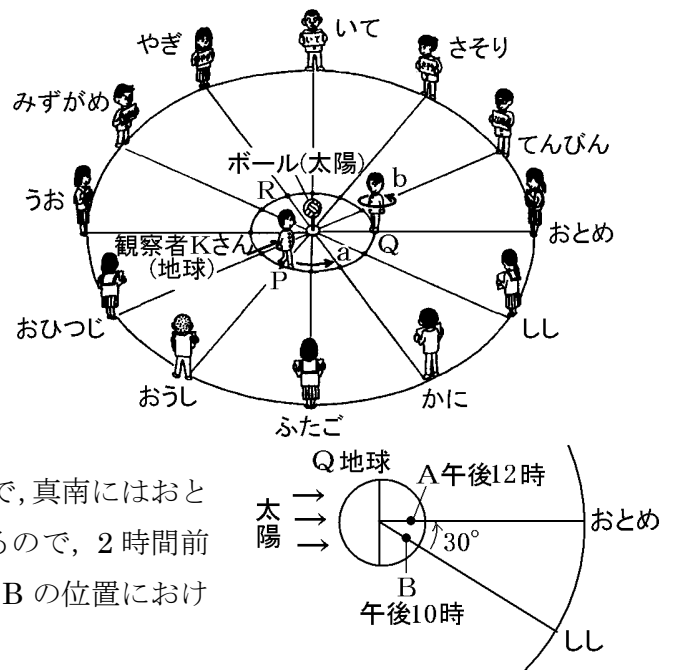 いて
やぎ
さそり
みずがめ
てんびん
ボール(太陽)
R
b
うお
おとめ
観察者Kさん
(地球)
Q
a
P
おひつじ
しし
おうし
かに
ふたご
Q 地球
A 午後12時
で,真南にはおと
太陽
おとめ
るので, 2時間前
30°
Bの位置におけ
B
午後10時
しし